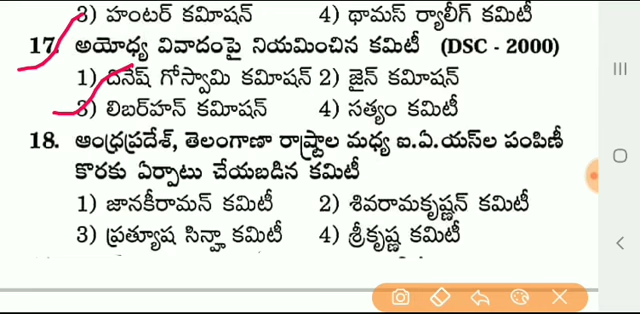 3) హంటర్ కమిషన్ 4) థామస్ ర్యాలీగ్ కమిటీ
17. అయోధ్య వివాదంపై నియమించిన కమిటీ (DSC - 2000)
1) దినేష్ గోస్వామి కమిషన్ 2) జైన్ కమిషన్
3) లిబర్‌హన్ కమిషన్ 4) సత్యం కమిటీ
18. ఆంధ్రప్రదేశ్, తెలంగాణా రాష్ట్రాల మధ్య ఐ.ఏ.యస్‌ల పంపిణీ
కొరకు ఏర్పాటు చేయబడిన కమిటీ
1) జానకీరామన్ కమిటీ 2) శివరామకృష్ణన్ కమిటీ
3) ప్రత్యూష సిన్హా కమిటీ 4) శ్రీకృష్ణ కమిటీ